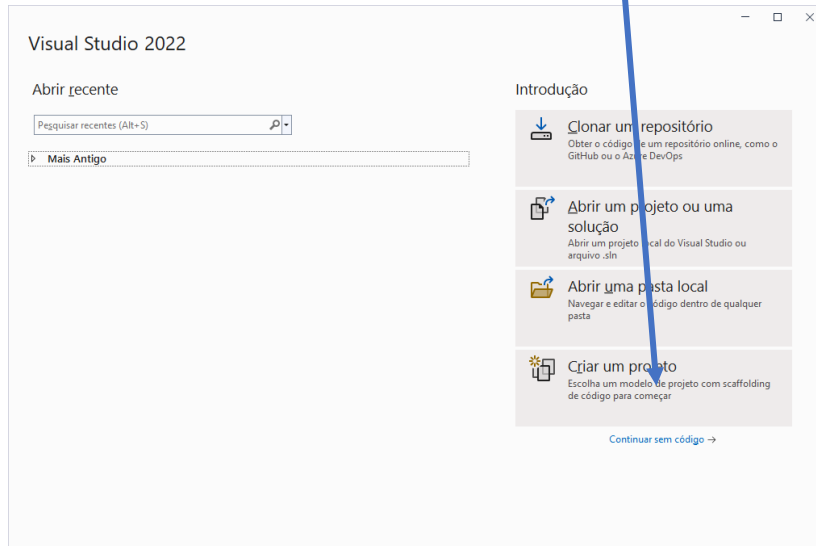 Visual Studio 2022
Abrir recente
Pesquisar recentes (Alt+S)
Mais Antigo
Introdução
Clonar um repositório
Obter o código de um repositório online, como o
GitHub ou o Azure DevOps
Abrir um projeto ou uma
solução
Abrir um projeto local do Visual Studio ou
arquivo .sln
Abrir uma pasta local
Navegar e editar o código dentro de qualquer
pasta
Criar um projeto
Escolha um modelo de projeto com scaffolding
de código para começar
Continuar sem código →